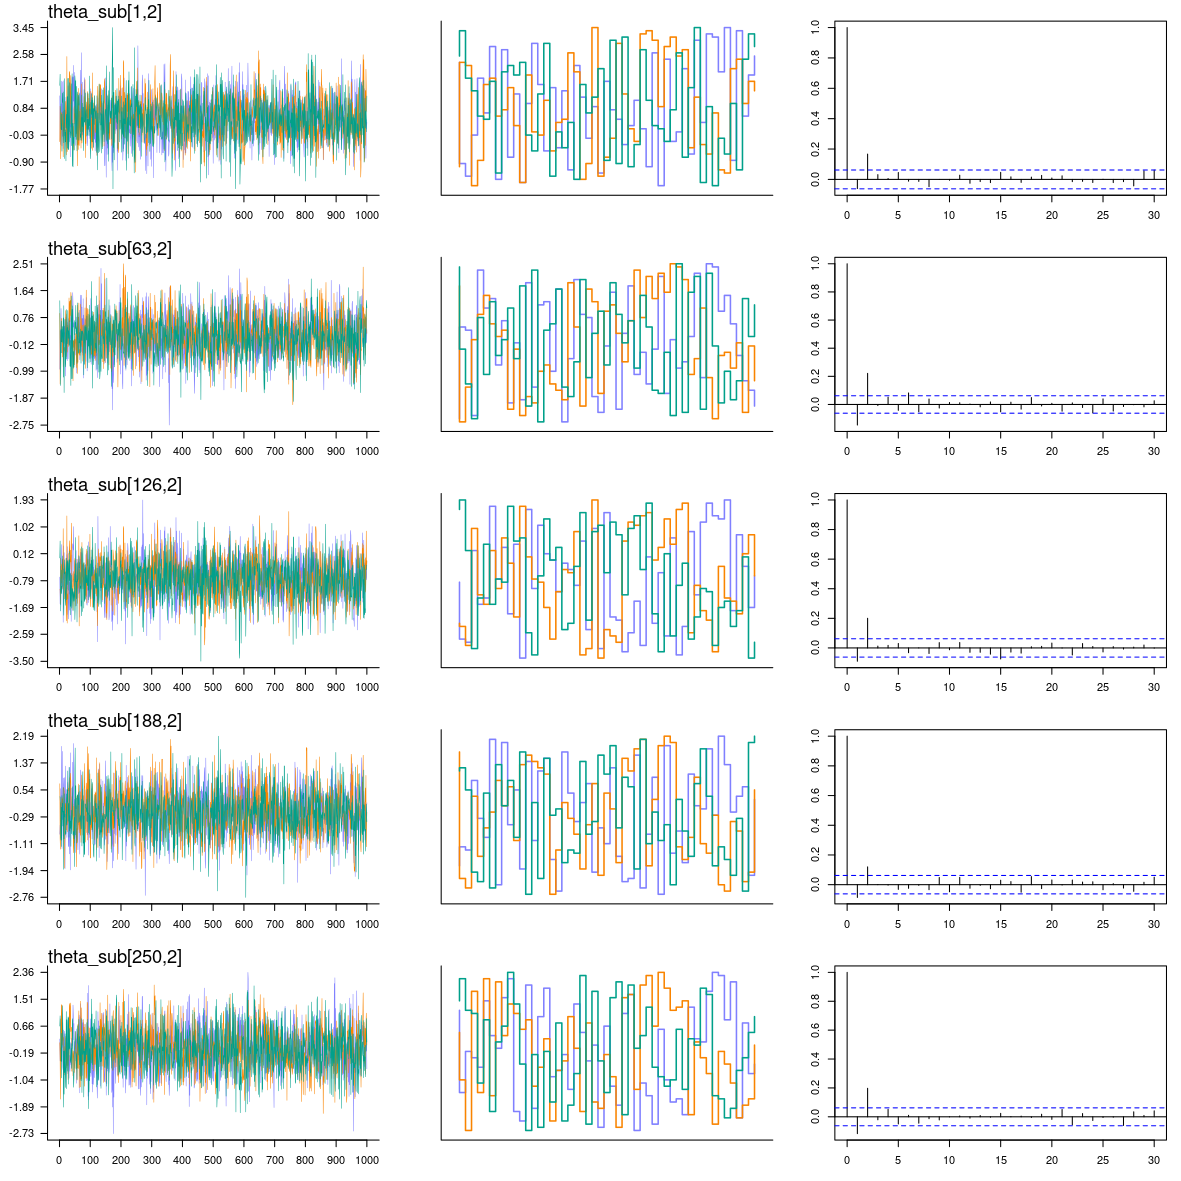 theta_sub[1,2]
3.45
2.58
1.71
0.84
-0.03
-0.90
-1.77
0 100 200 300 400 500 600 700 800 900 1000
0.0 0.2 0.4 0.6 0.8 1.0
0 5 10 15 20 25 30
theta_sub[63,2]
2.51
1.64
0.76
-0.12
-0.99
-1.87
-2.75
0 100 200 300 400 500 600 700 800 900 1000
0.0 0.2 0.4 0.6 0.8 1.0
0 5 10 15 20 25 30
theta_sub[126,2]
1.93
1.02
0.12
-0.79
-1.69
-2.59
-3.50
0 100 200 300 400 500 600 700 800 900 1000
0.0 0.2 0.4 0.6 0.8 1.0
0 5 10 15 20 25 30
theta_sub[188,2]
2.19
1.37
0.54
-0.29
-1.11
-1.94
-2.76
0 100 200 300 400 500 600 700 800 900 1000
0.0 0.2 0.4 0.6 0.8 1.0
0 5 10 15 20 25 30
theta_sub[250,2]
2.36
1.51
0.66
-0.19
-1.04
-1.89
-2.73
0 100 200 300 400 500 600 700 800 900 1000
0.0 0.2 0.4 0.6 0.8 1.0
0 5 10 15 20 25 30